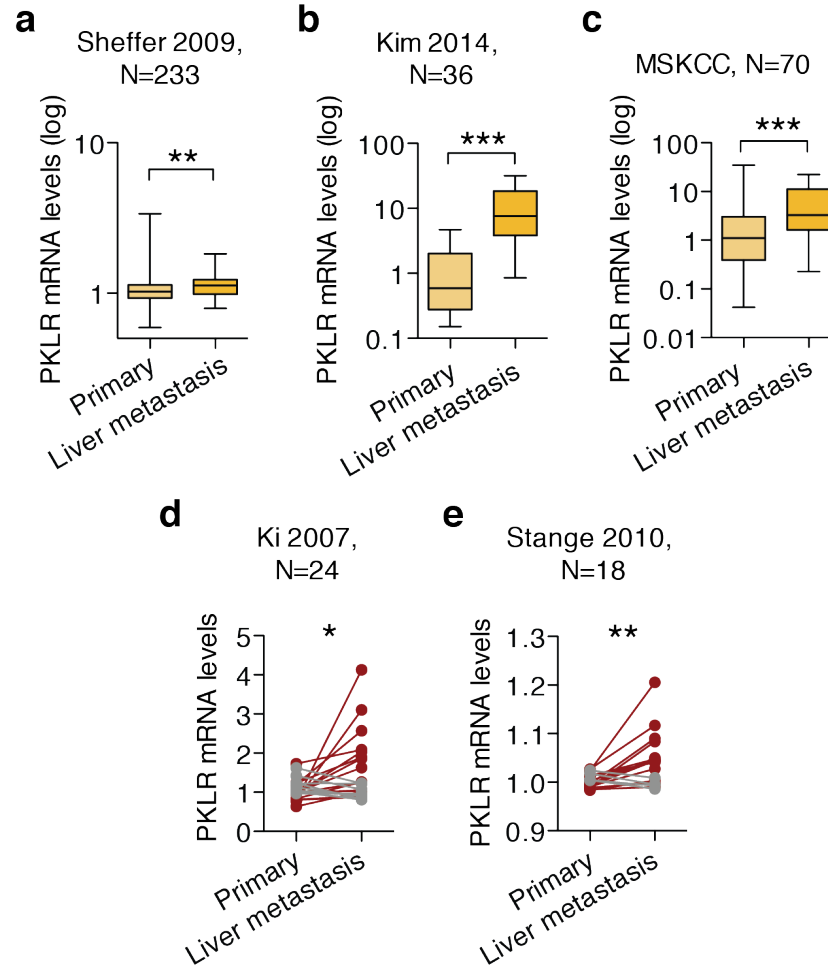 a
Sheffer 2009,
N=233
PKLR mRNA levels (log)
10
1
**
Primary
Liver metastasis
b
Kim 2014,
N=36
PKLR mRNA levels (log)
100
10
1
0.1
***
Primary
Liver metastasis
c
MSKCC, N=70
PKLR mRNA levels (log)
100
10
1
0.1
0.01
***
Primary
Liver metastasis
d
Ki 2007,
N=24
PKLR mRNA levels
5
4
3
2
1
0
*
Primary
Liver metastasis
e
Stange 2010,
N=18
PKLR mRNA levels
1.3
1.2
1.1
1.0
0.9
**
Primary
Liver metastasis